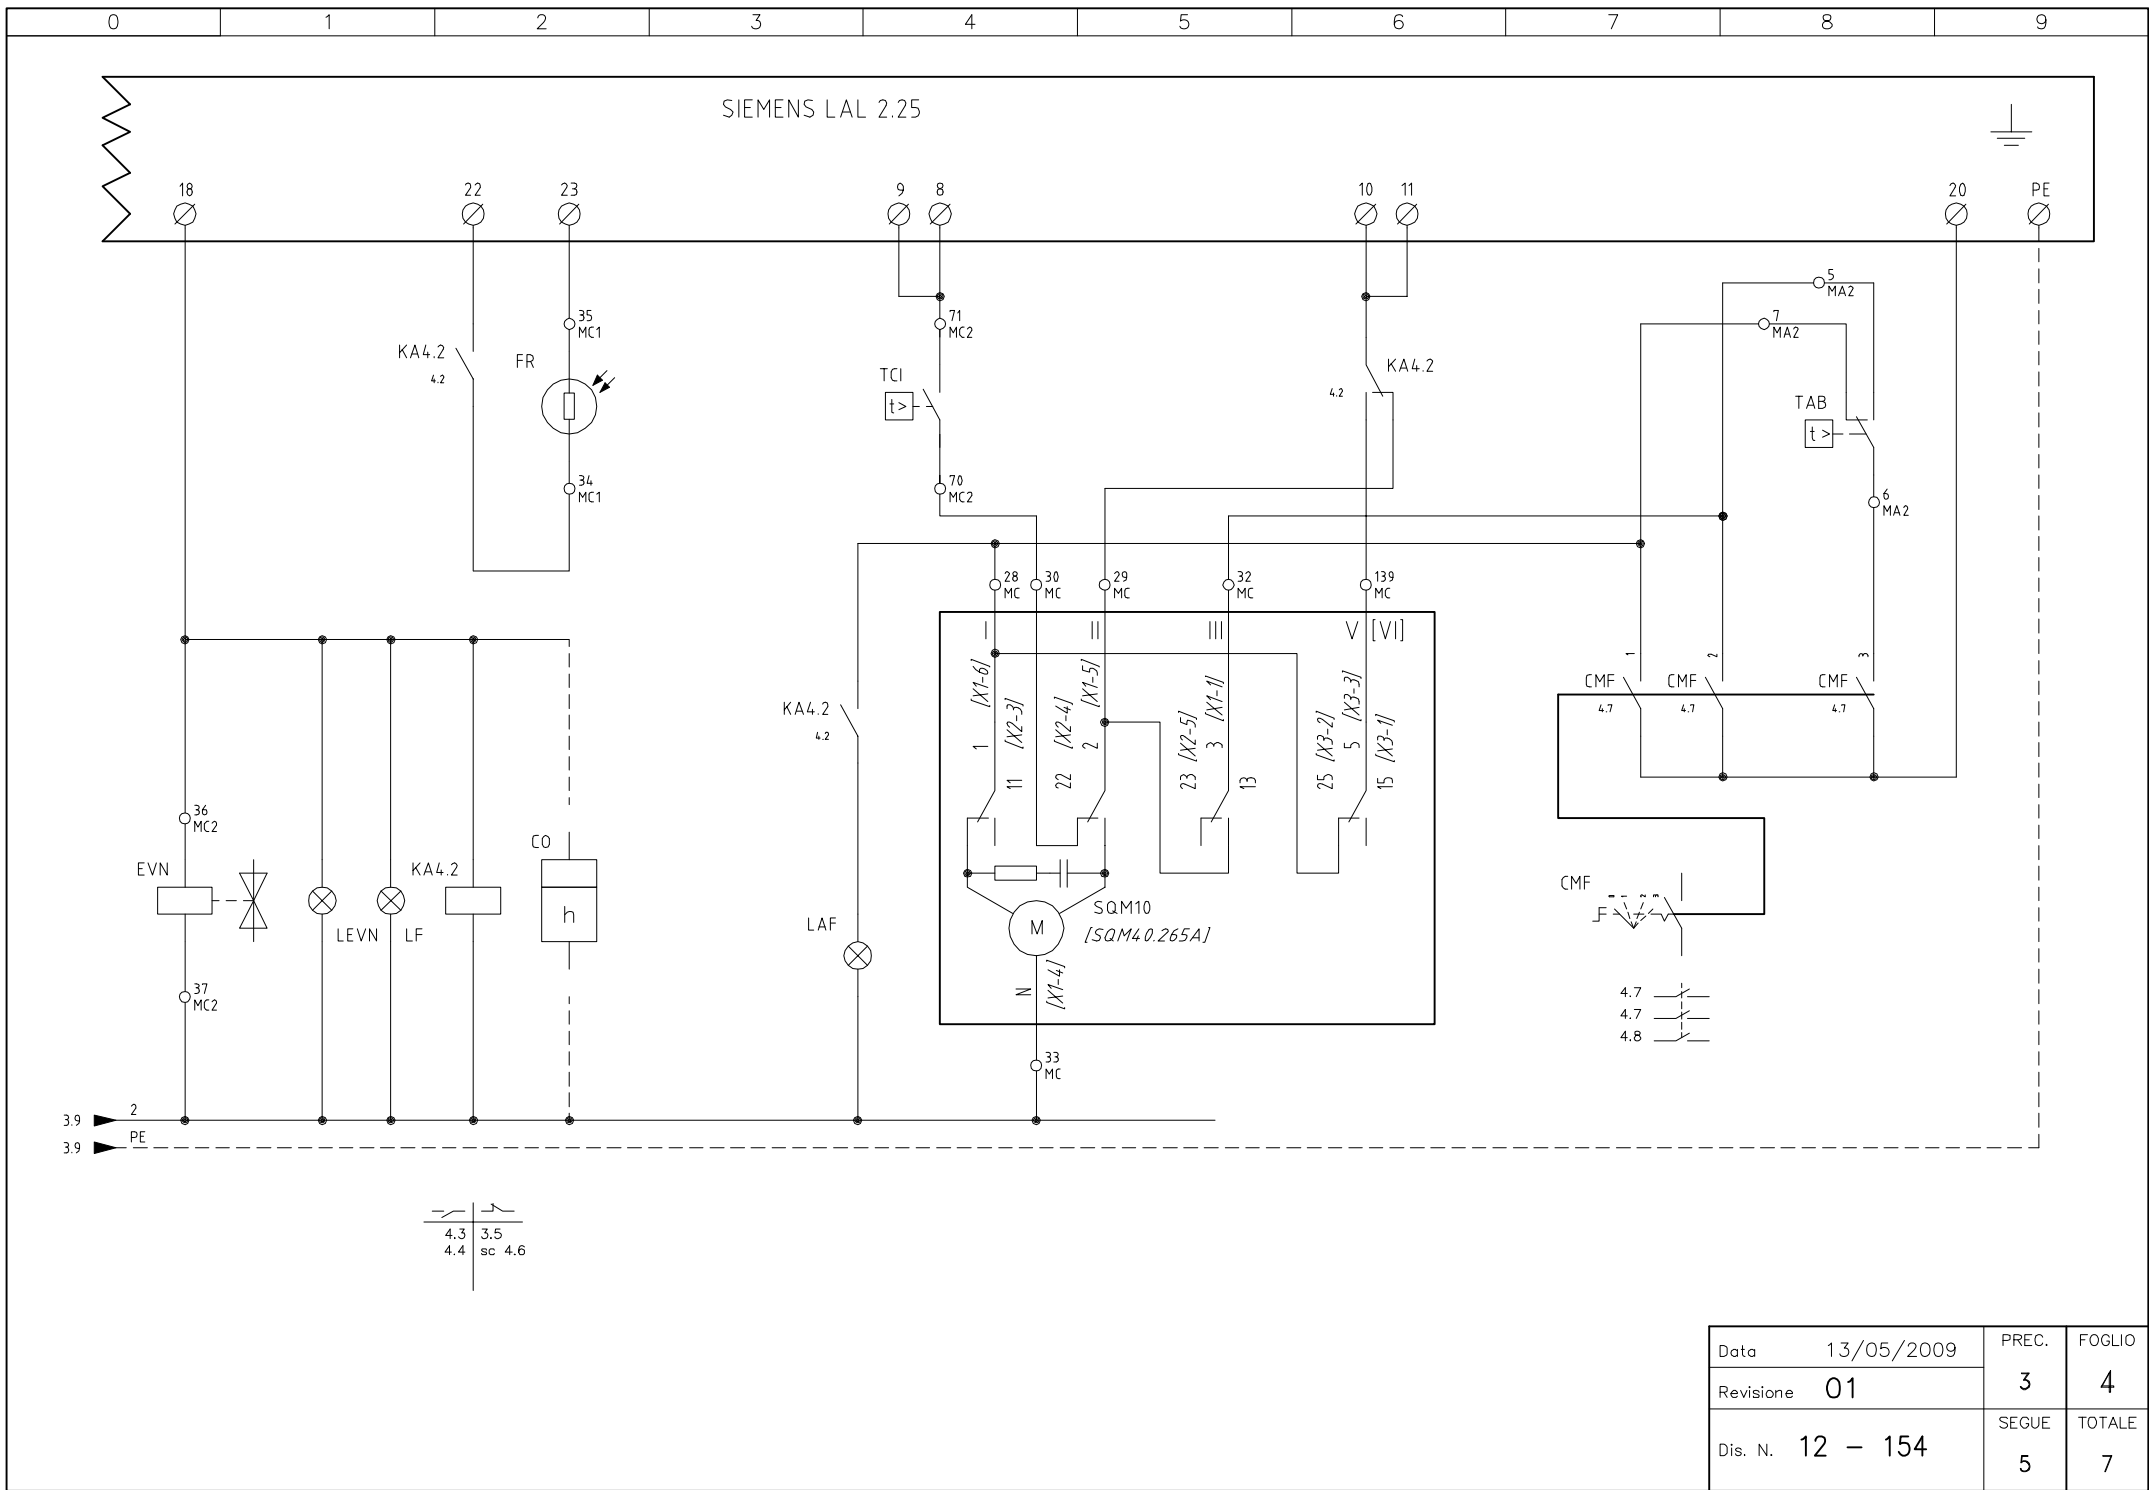 0 1 2 3 4 5 6 7 8 9
SIEMENS LAL 2.25
18 22 23 9 8 10 11 20 PE
5
MA2
35
MC1
71
MC2
7
MA2
KA4.2
4.2
FR
TCI
t>
KA4.2
4.2
TAB
t>
34
MC1
70
MC2
6
MA2
28
MC
30
MC
29
MC
32
MC
139
MC
I II III V [VI]
1 2 3
[X1-6] [X1-5] [X1-1] [X3-3]
[X2-3] [X2-4] [X2-5] [X3-2] [X3-1]
1 2 3 5
11 22 23 13 25 15
KA4.2
4.2
CMF
4.7
CMF
4.7
CMF
4.7
36
MC2
EVN
LEVN
LF
KA4.2
CO
h
LAF
M
SQM10
[SQM40.265A]
N
[X1-4]
CMF
37
MC2
4.7
4.7
4.8
33
MC
3.9 2
3.9 PE
4.3 3.5
4.4 sc 4.6
Data 13/05/2009
PREC.
3
FOGLIO
4
Revisione 01
Dis. N. 12 - 154
SEGUE
5
TOTALE
7